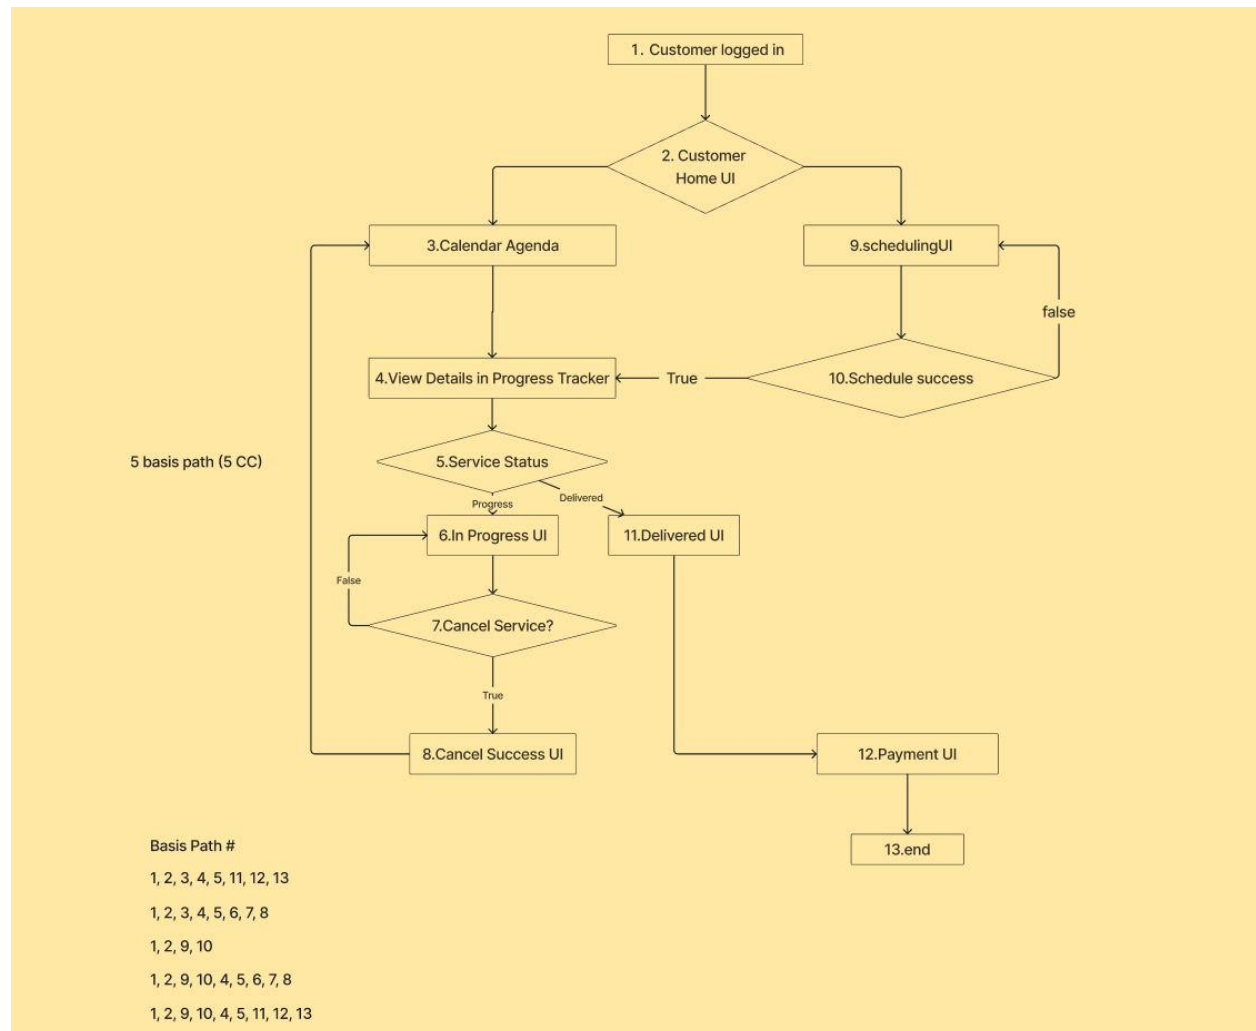 1. Customer logged in
2. Customer
Home UI
3.Calendar Agenda
9.schedulingUI
false
4.View Details in Progress Tracker
True
10.Schedule success
5 basis path (5 CC)
5.Service Status
Progress
Delivered
6.In Progress UI
11.Delivered UI
False
7.Cancel Service?
True
8.Cancel Success UI
12.Payment UI
13.end
Basis Path #
1, 2, 3, 4, 5, 11, 12, 13
1, 2, 3, 4, 5, 6, 7, 8
1, 2, 9, 10
1, 2, 9, 10, 4, 5, 6, 7, 8
1, 2, 9, 10, 4, 5, 11, 12, 13